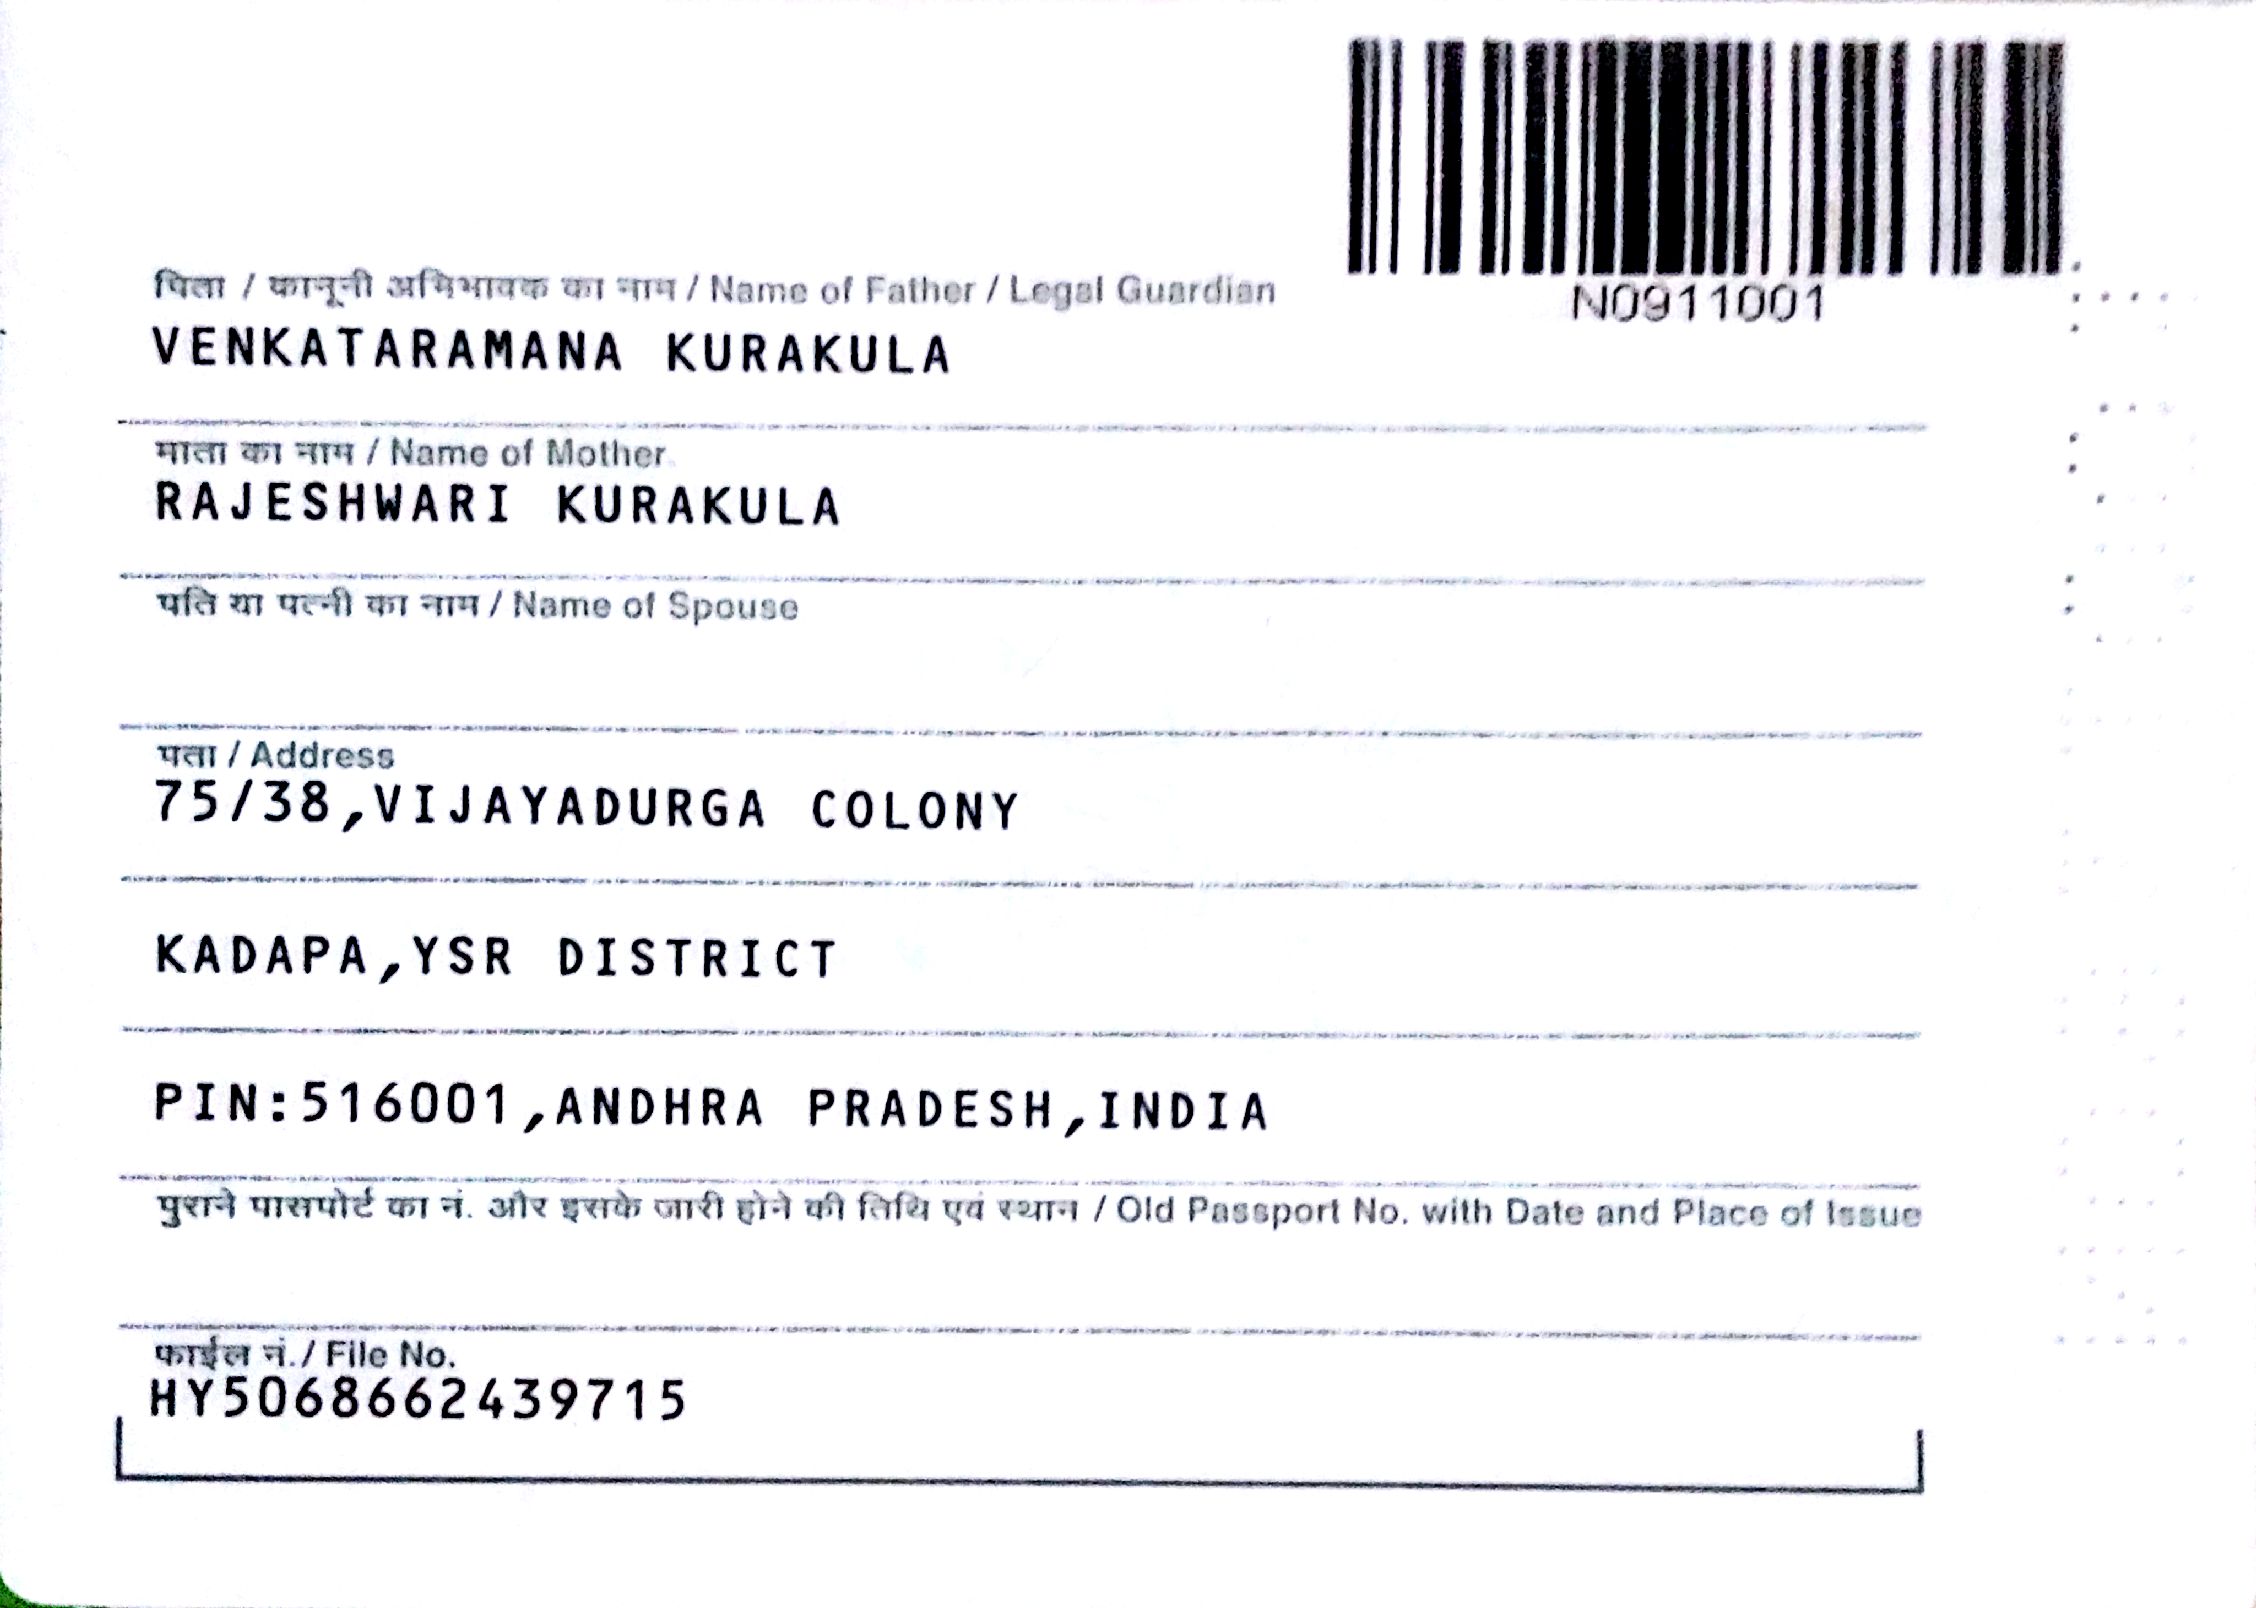 N0911001
पिता / कानूनी अभिभावक का नाम / Name of Father / Legal Guardian
VENKATARAMANA KURAKULA
माता का नाम / Name of Mother
RAJESHWARI KURAKULA
पति या पत्नी का नाम / Name of Spouse
पता / Address
75/38,VIJAYADURGA COLONY
KADAPA,YSR DISTRICT
PIN:516001,ANDHRA PRADESH,INDIA
पुराने पासपोर्ट का नं. और इसके जारी होने की तिथि एवं स्थान / Old Passport No. with Date and Place of Issue
फाईल नं./ File No.
HY5068662439715